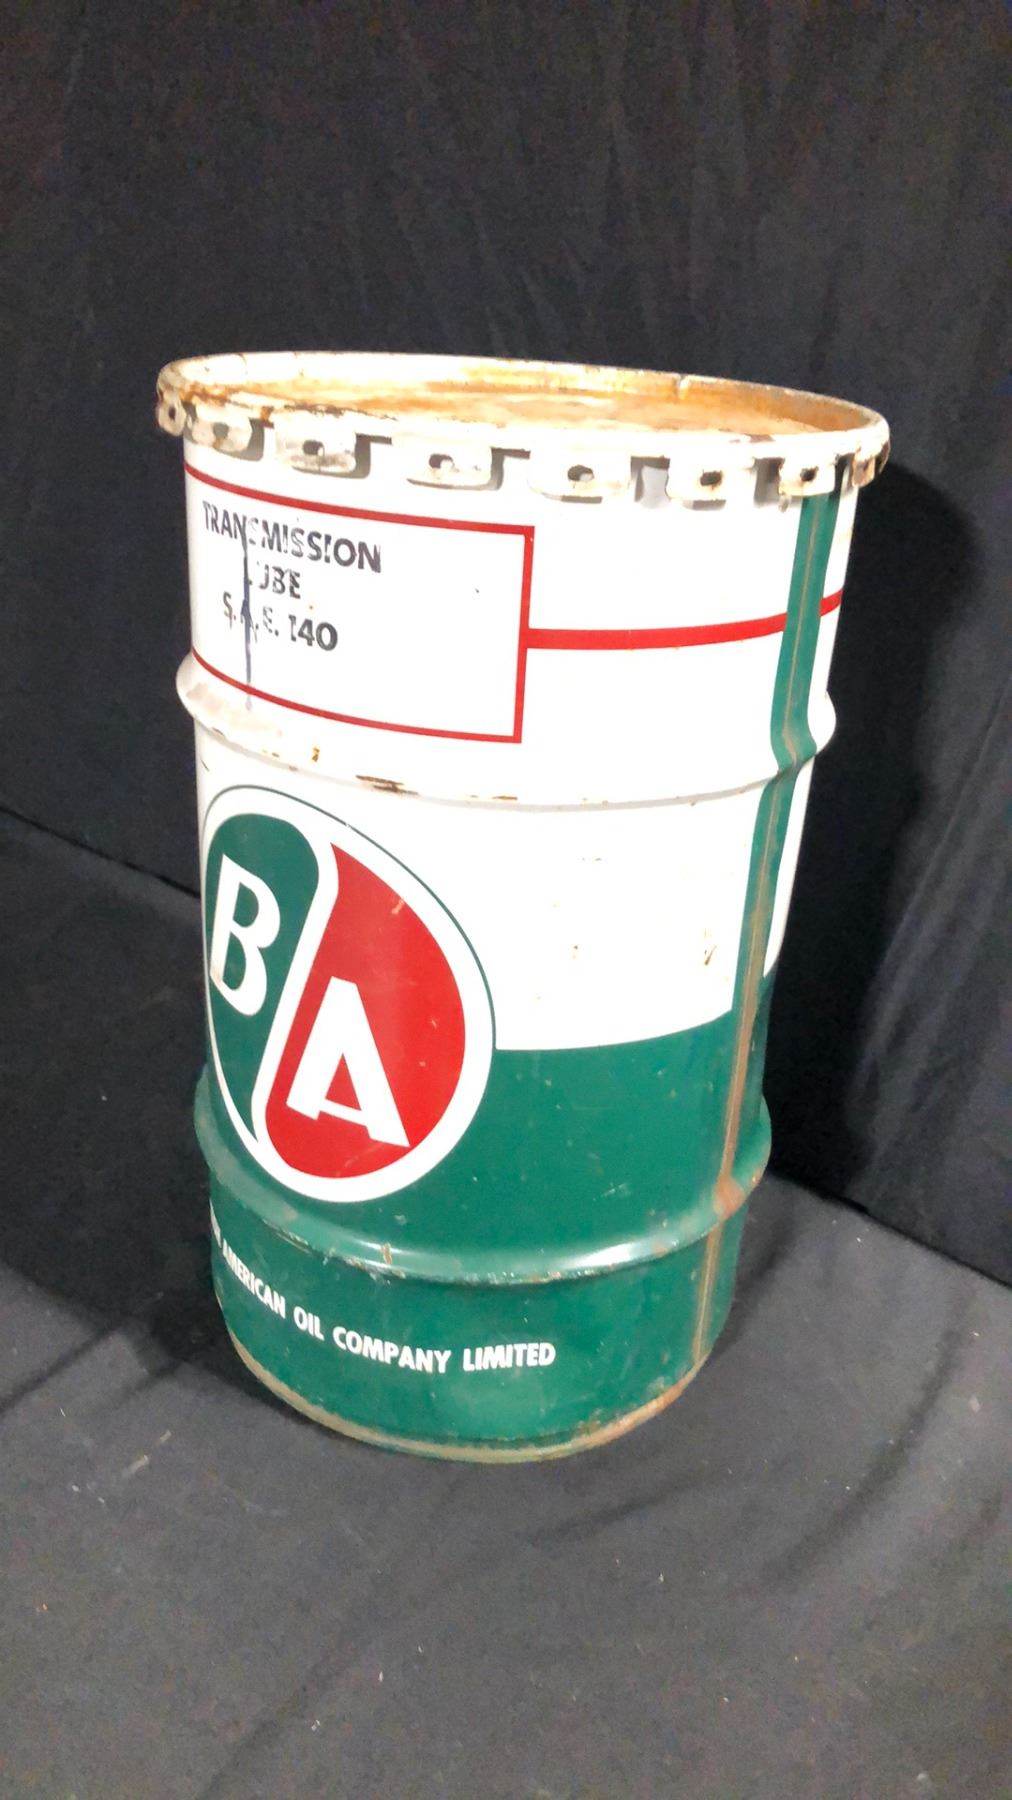 TRANSMISSION
LUBE
S.A.E. 140
B
A
AMERICAN OIL COMPANY LIMITED